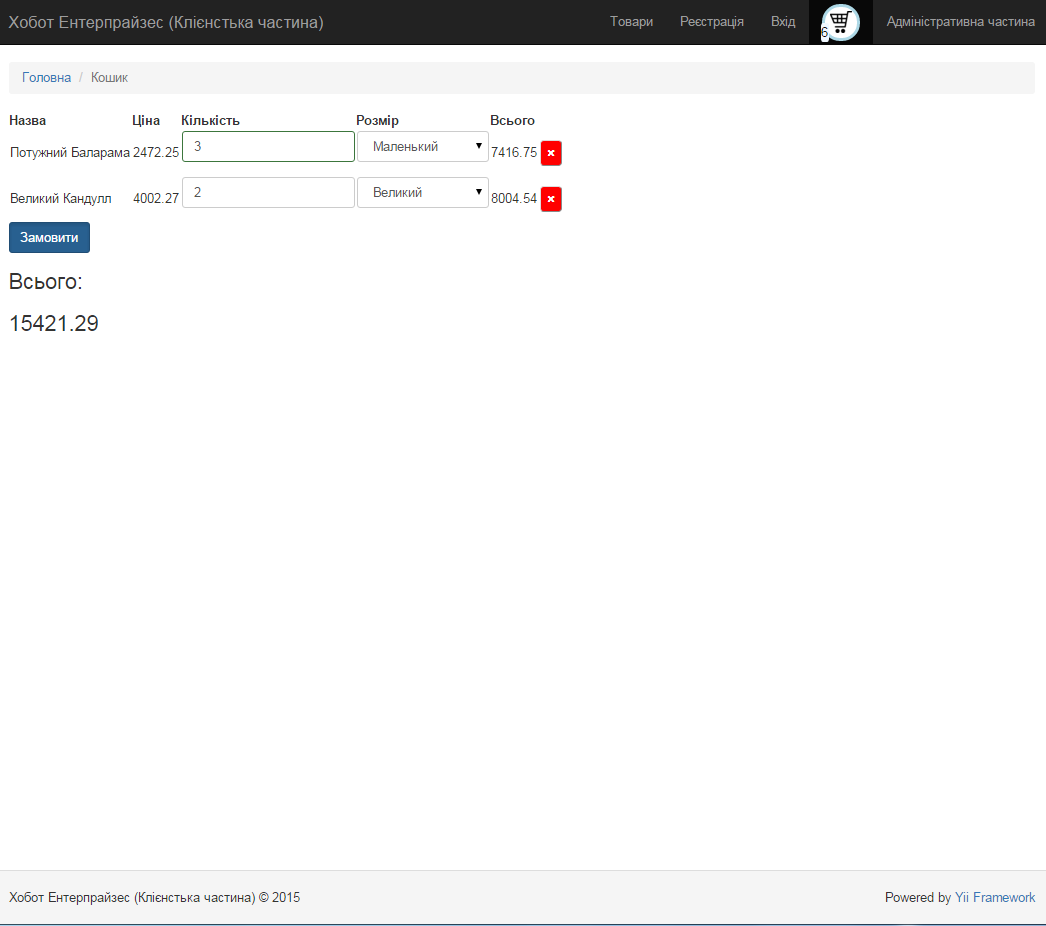 Хобот Ентерпрайзес (Клієнстька частина) Товари Реєстрація Вхід 6 Адміністративна частина
Головна / Кошик
Назва Ціна Кількість Розмір Всього
Потужний Баларама 2472.25 3 Маленький 7416.75
Великий Кандулл 4002.27 2 Великий 8004.54
Замовити
Всього:
15421.29
Хобот Ентерпрайзес (Клієнстька частина) © 2015 Powered by Yii Framework